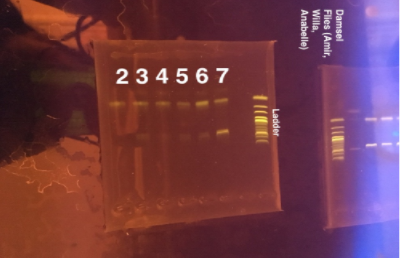 2 3 4 5 6 7
Ladder
Damsel
Flies (Amir,
Willa,
Anabelle)